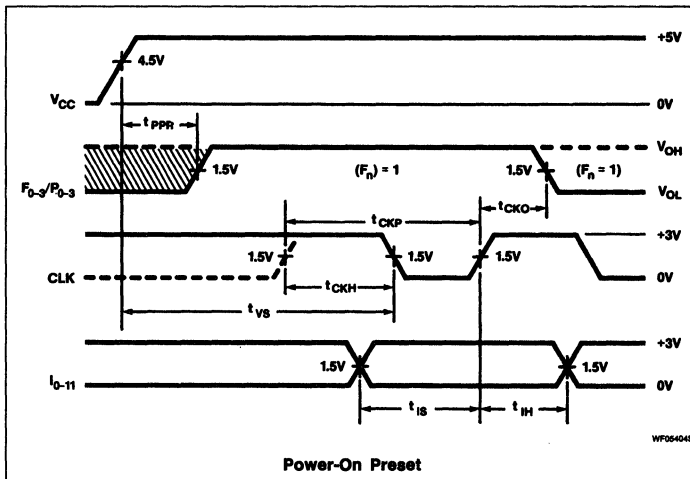 +5V
4.5V
VCC
0V
tPPR
VOH
1.5V
(Fn) = 1
1.5V
(Fn = 1)
F0-3/P0-3
VOL
tCKO
tCKP
+3V
1.5V
1.5V
1.5V
CLK
0V
tCKH
tVS
+3V
1.5V
1.5V
I0-11
0V
tIS
tIH
WF05404S
Power-On Preset